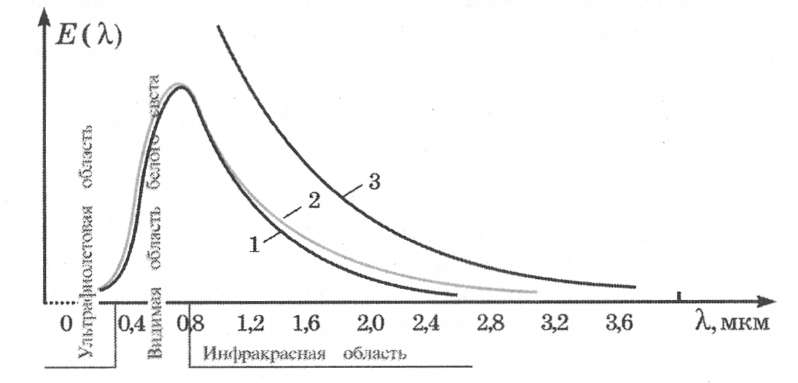 E(λ)
3
2
1
0
0,4
0,8
1,2
1,6
2,0
2,4
2,8
3,2
3,6
λ, мкм
Ультрафиолетовая область
Видимая область белого света
Инфракрасная область